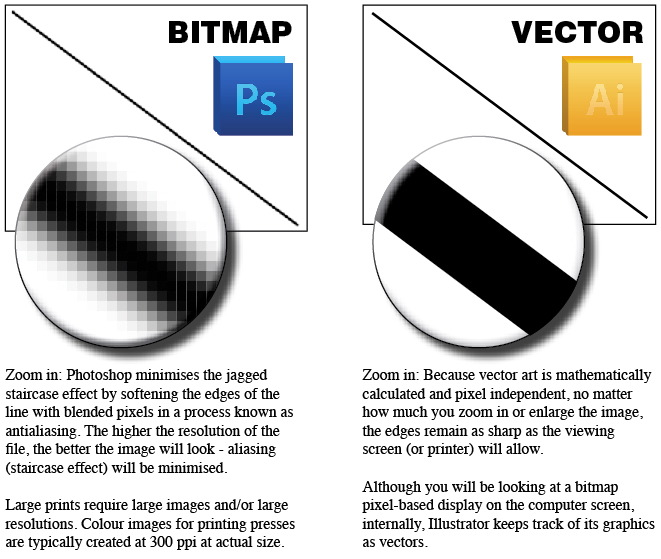 BITMAP
Ps
Zoom in: Photoshop minimises the jagged
staircase effect by softening the edges of the
line with blended pixels in a process known as
antialiasing. The higher the resolution of the
file, the better the image will look - aliasing
(staircase effect) will be minimised.
Large prints require large images and/or large
resolutions. Colour images for printing presses
are typically created at 300 ppi at actual size.
VECTOR
Ai
Zoom in: Because vector art is mathematically
calculated and pixel independent, no matter
how much you zoom in or enlarge the image,
the edges remain as sharp as the viewing
screen (or printer) will allow.
Although you will be looking at a bitmap
pixel-based display on the computer screen,
internally, Illustrator keeps track of its graphics
as vectors.